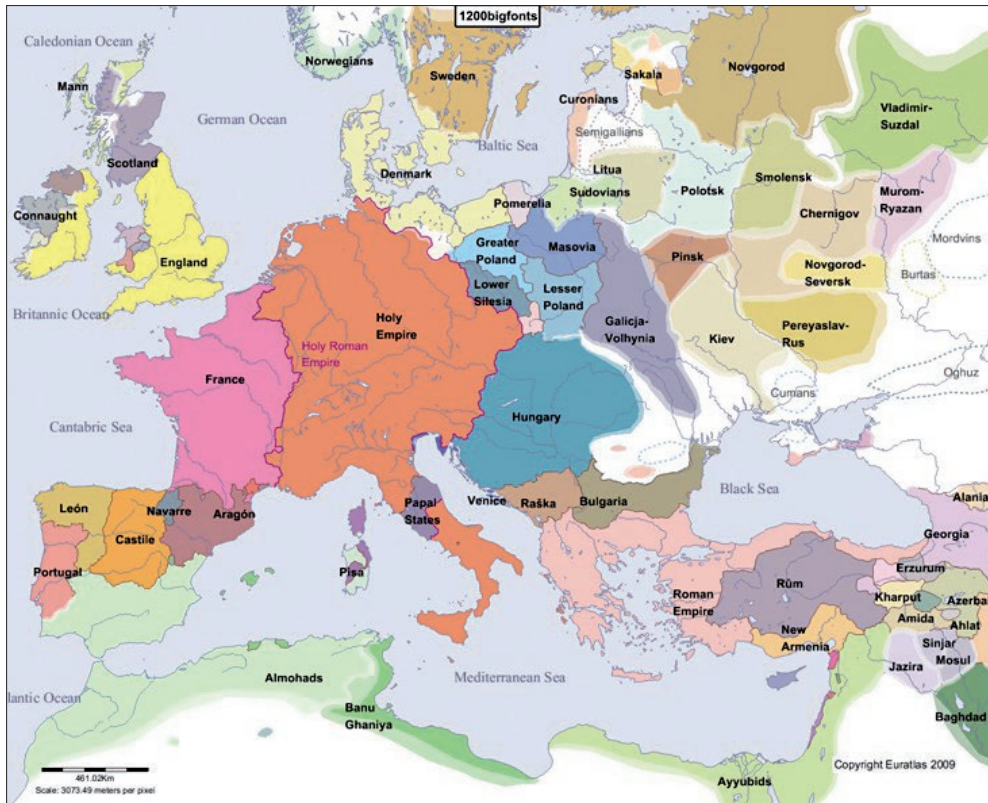 1200bigfonts
Caledonian Ocean
Norwegians
Sweden
Novgorod
Mann
Sakala
Curonians
Vladimir-
Suzdal
German Ocean
Semigallians
Baltic Sea
Scotland
Denmark
Litua
Sudovians
Polotsk
Smolensk
Murom-
Ryazan
Connaught
Pomerelia
Chernigov
Mordvins
England
Greater
Poland
Masovia
Pinsk
Novgorod-
Seversk
Burtas
Lower
Silesia
Lesser
Poland
Britannic Ocean
Holy
Empire
Galicja-
Volhynia
Kiev
Pereyaslav-
Rus
Holy Roman
Empire
Oghuz
France
Cumans
Hungary
Cantabric Sea
Black Sea
León
Navarre
Aragón
Papal
States
Venice
Raška
Bulgaria
Alania
Castile
Georgia
Portugal
Pisa
Roman
Empire
Rûm
Erzurum
Kharput
Azerba
Amida
Ahlat
New
Armenia
Sinjar
Mosul
Jazira
Mediterranean Sea
Almohads
lantic Ocean
Banu
Ghaniya
Baghdad
461.02Km
Scale: 3073.49 meters per pixel
Ayyubids
Copyright Euratlas 2009